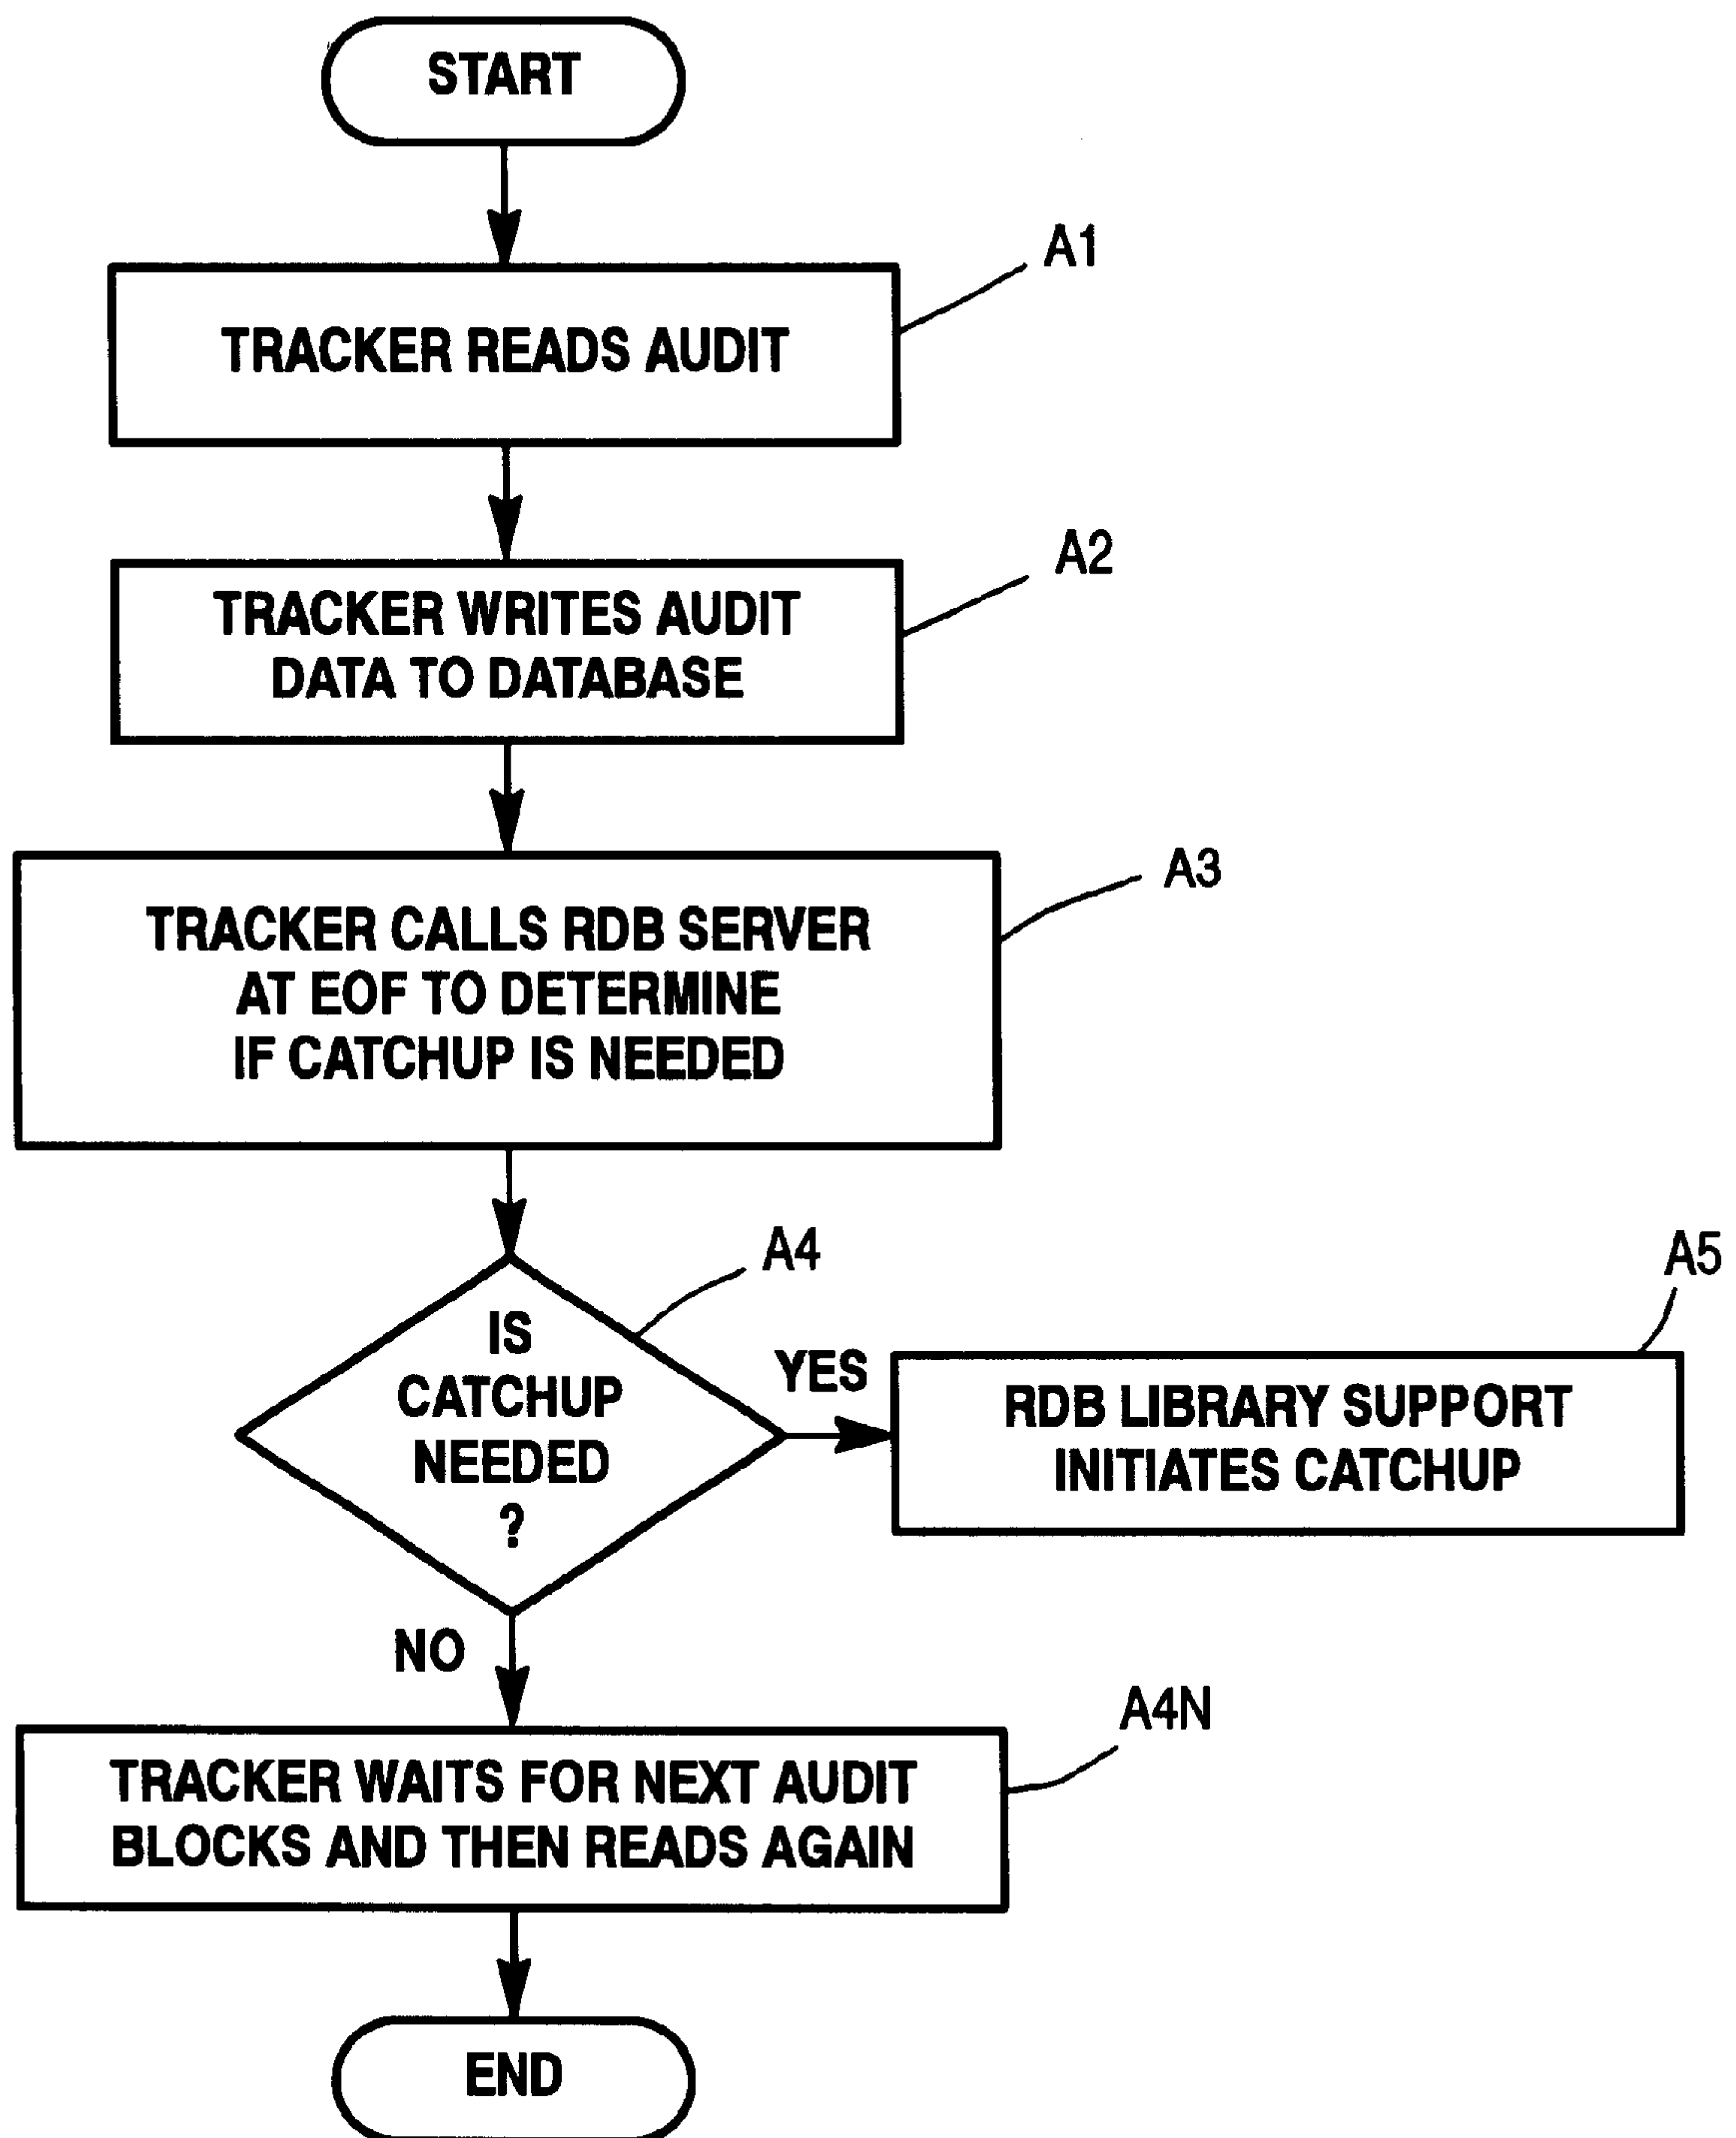 START
A1
TRACKER READS AUDIT
A2
TRACKER WRITES AUDIT
DATA TO DATABASE
A3
TRACKER CALLS RDB SERVER
AT EOF TO DETERMINE
IF CATCHUP IS NEEDED
A4
IS
CATCHUP
NEEDED
?
YES
A5
RDB LIBRARY SUPPORT
INITIATES CATCHUP
NO
A4N
TRACKER WAITS FOR NEXT AUDIT
BLOCKS AND THEN READS AGAIN
END